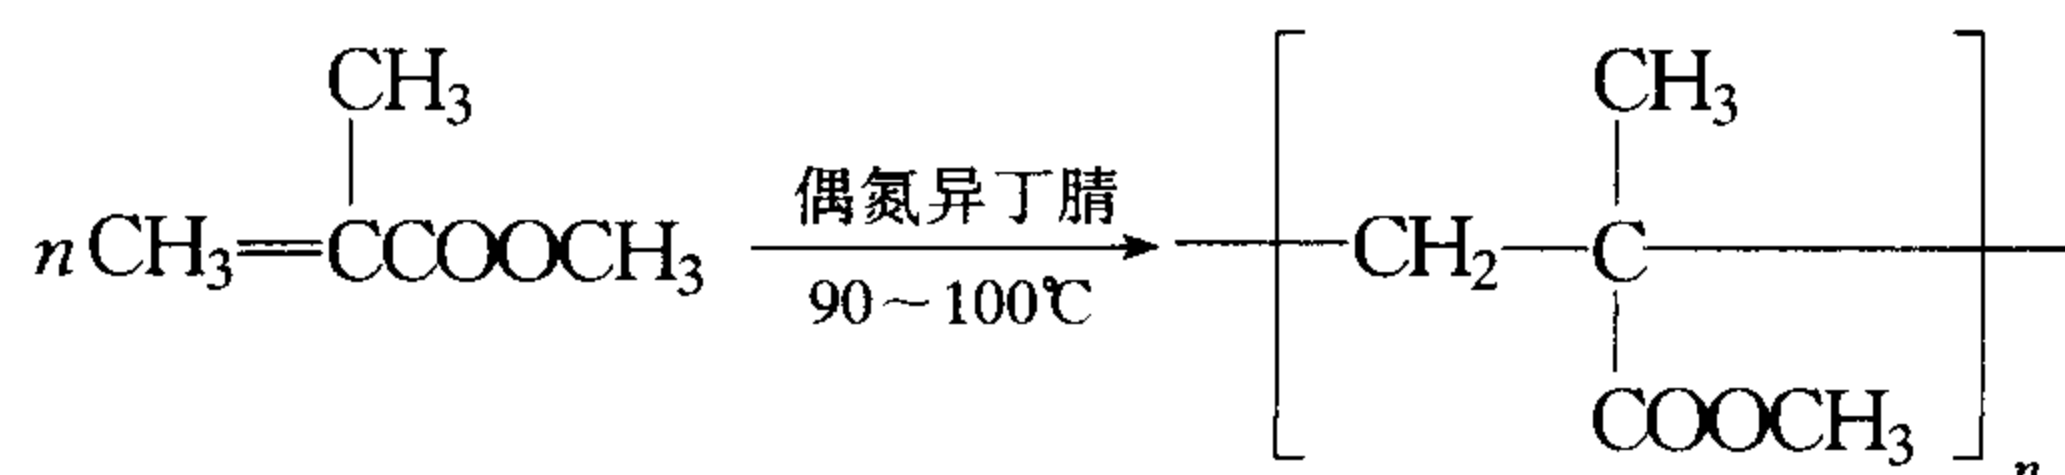 CH₃ CH₃
nCH₃=CCOOCH₃ 偶氮异丁腈 CH₂—C
90～100℃
COOCH₃
n